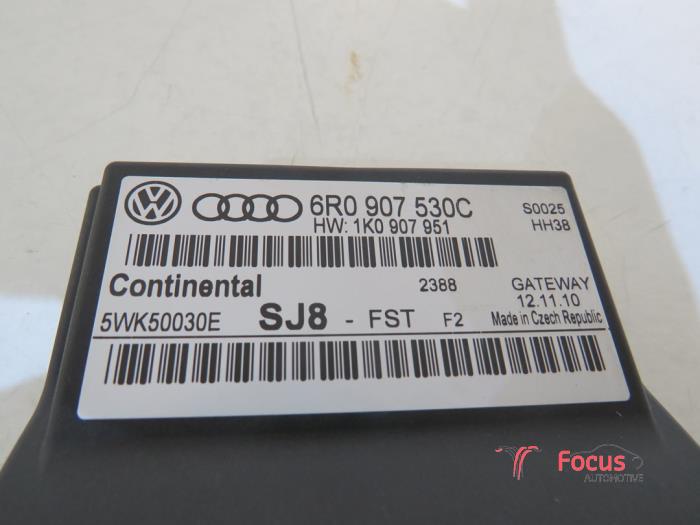 6R0 907 530C
HW: 1K0 907 951
S0025
HH38
Continental 2388 GATEWAY
12.11.10
5WK50030E SJ8 - FST F2 Made in Czech Republic
Focus
AUTOMOTIVE